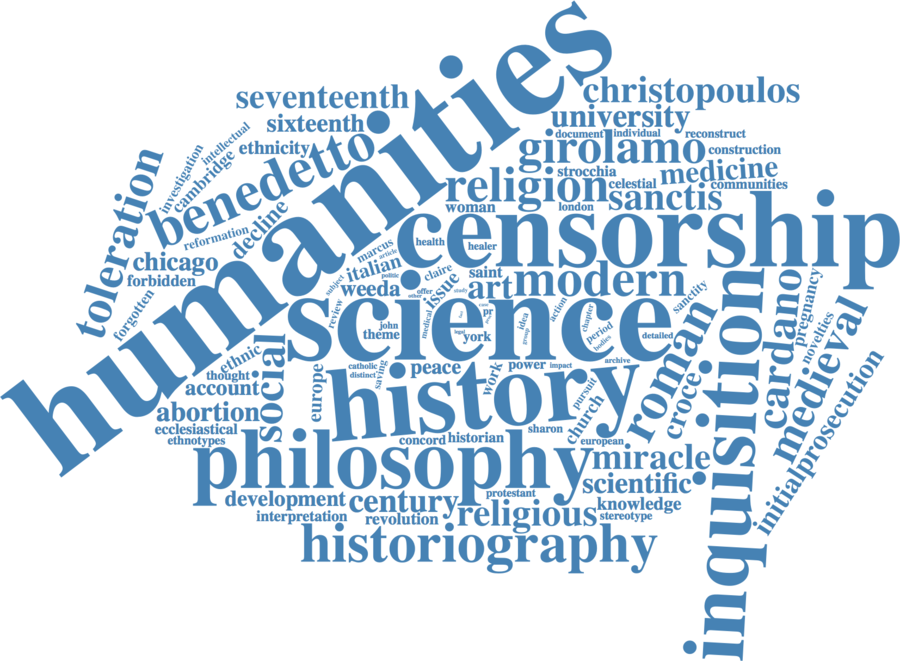 humanities
seventeenth
christopoulos
sixteenth
university
document
individual
reconstruct
intellectual
investigation
cambridge
ethnicity
benedetto
girolamo
construction
toleration
strocchia
medicine
religion
celestial
communities
sanctis
woman
london
reformation
decline
censorship
chicago
forbidden
forgotten
marcus
article
health
healer
italian
politic
claire
saint
modern
weeda
subject
other
offer
study
issue
art
science
sanctity
inquisition
cardano
pregnancy
novelties
medieval
review
john
theme
medical
legal
york
pr
idea
group
action
chapter
period
bodies
detailed
roman
croce
ethnic
thought
account
social
europe
catholic
distinct
saving
peace
work
power
impact
archive
pursuit
church
history
abortion
ecclesiastical
ethnotypes
concord
historian
sharon
european
prosecution
initial
philosophy
miracle
scientific
development
century
protestant
knowledge
interpretation
revolution
religious
stereotype
historiography